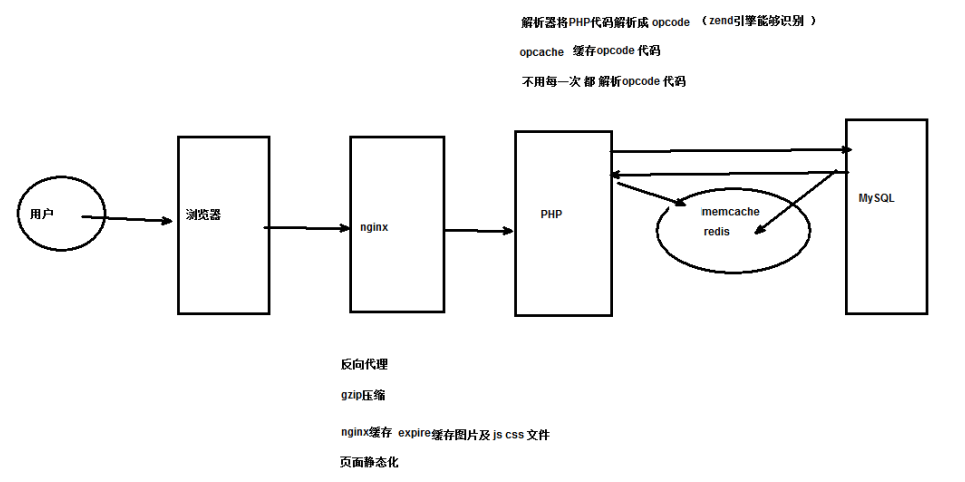 解析器将PHP代码解析成 opcode （zend引擎能够识别 ）
opcache 缓存opcode 代码
不用每一次 都 解析opcode 代码
用户
浏览器
nginx
PHP
memcache
redis
MySQL
反向代理
gzip压缩
nginx缓存 expire缓存图片及 js css 文件
页面静态化